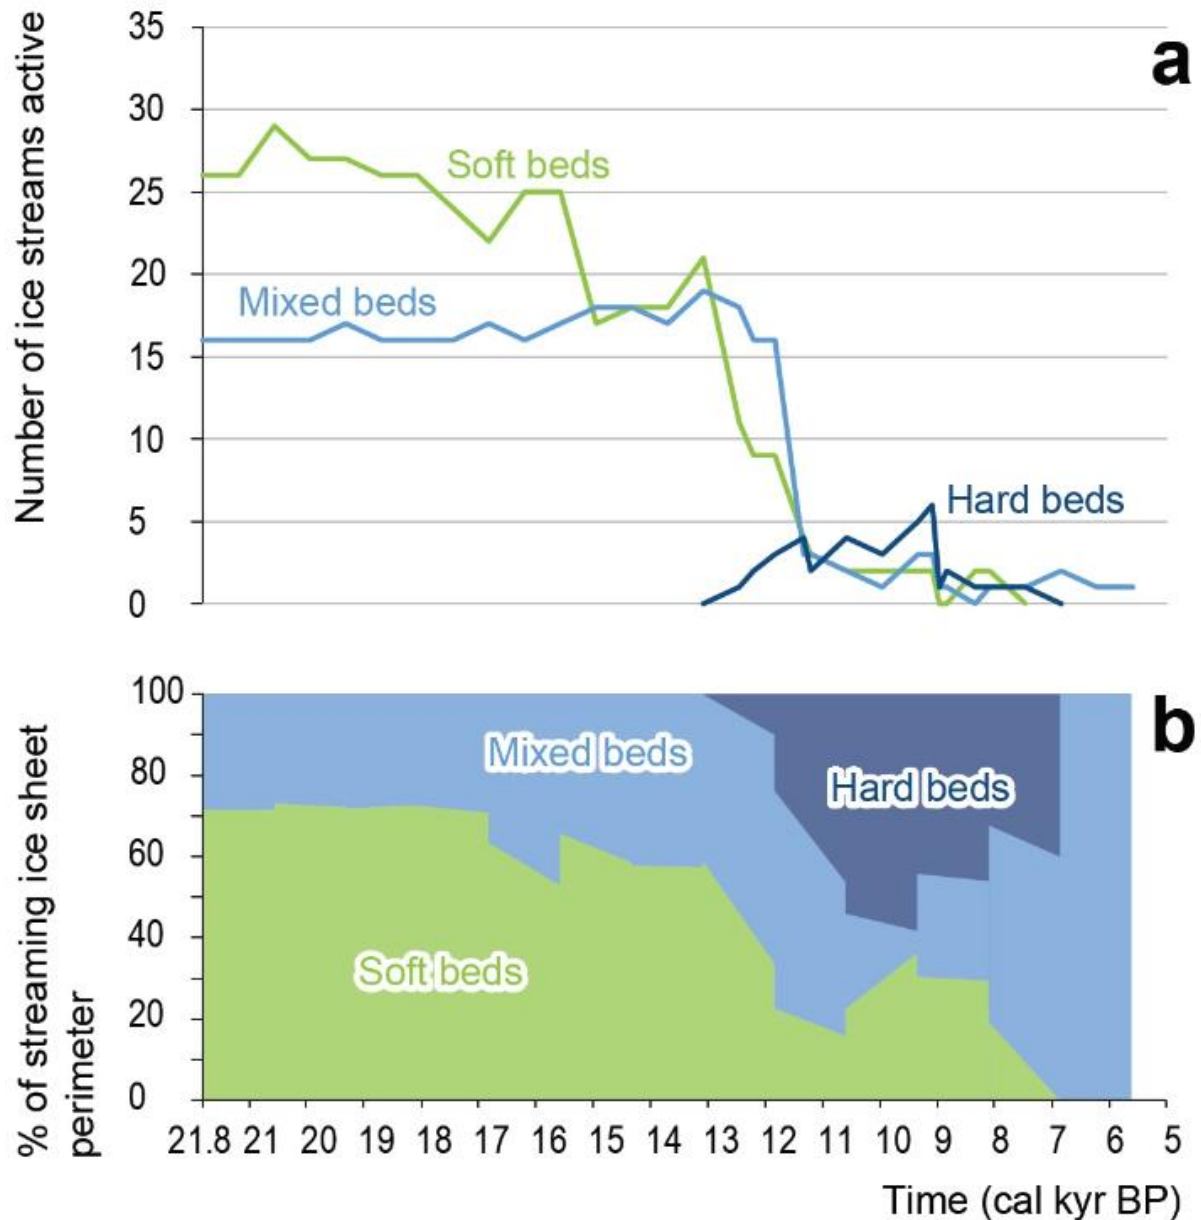 a
Number of ice streams active
35
30
25
20
15
10
5
0
Soft beds
Mixed beds
Hard beds
b
% of streaming ice sheet
perimeter
100
80
60
40
20
0
Mixed beds
Hard beds
Soft beds
21.8 21 20 19 18 17 16 15 14 13 12 11 10 9 8 7 6 5
Time (cal kyr BP)